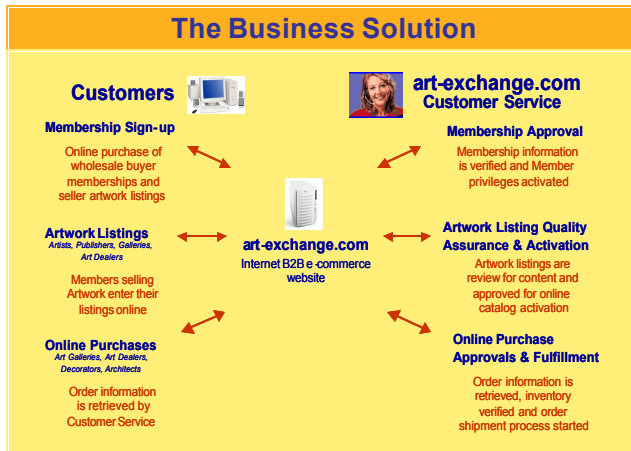 The Business Solution
Customers
Membership Sign-up
Online purchase of
wholesale buyer
memberships and
seller artwork listings
Artwork Listings
Artists, Publishers, Galleries,
Art Dealers
Members selling
Artwork enter their
listings online
Online Purchases
Art Galleries, Art Dealers,
Decorators, Architects
Order information
is retrieved by
Customer Service
art-exchange.com
Internet B2B e-commerce
website
art-exchange.com
Customer Service
Membership Approval
Membership information
is verified and Member
privileges activated
Artwork Listing Quality
Assurance & Activation
Artwork listings are
review for content and
approved for online
catalog activation
Online Purchase
Approvals & Fulfillment
Order information is
retrieved, inventory
verified and order
shipment process started